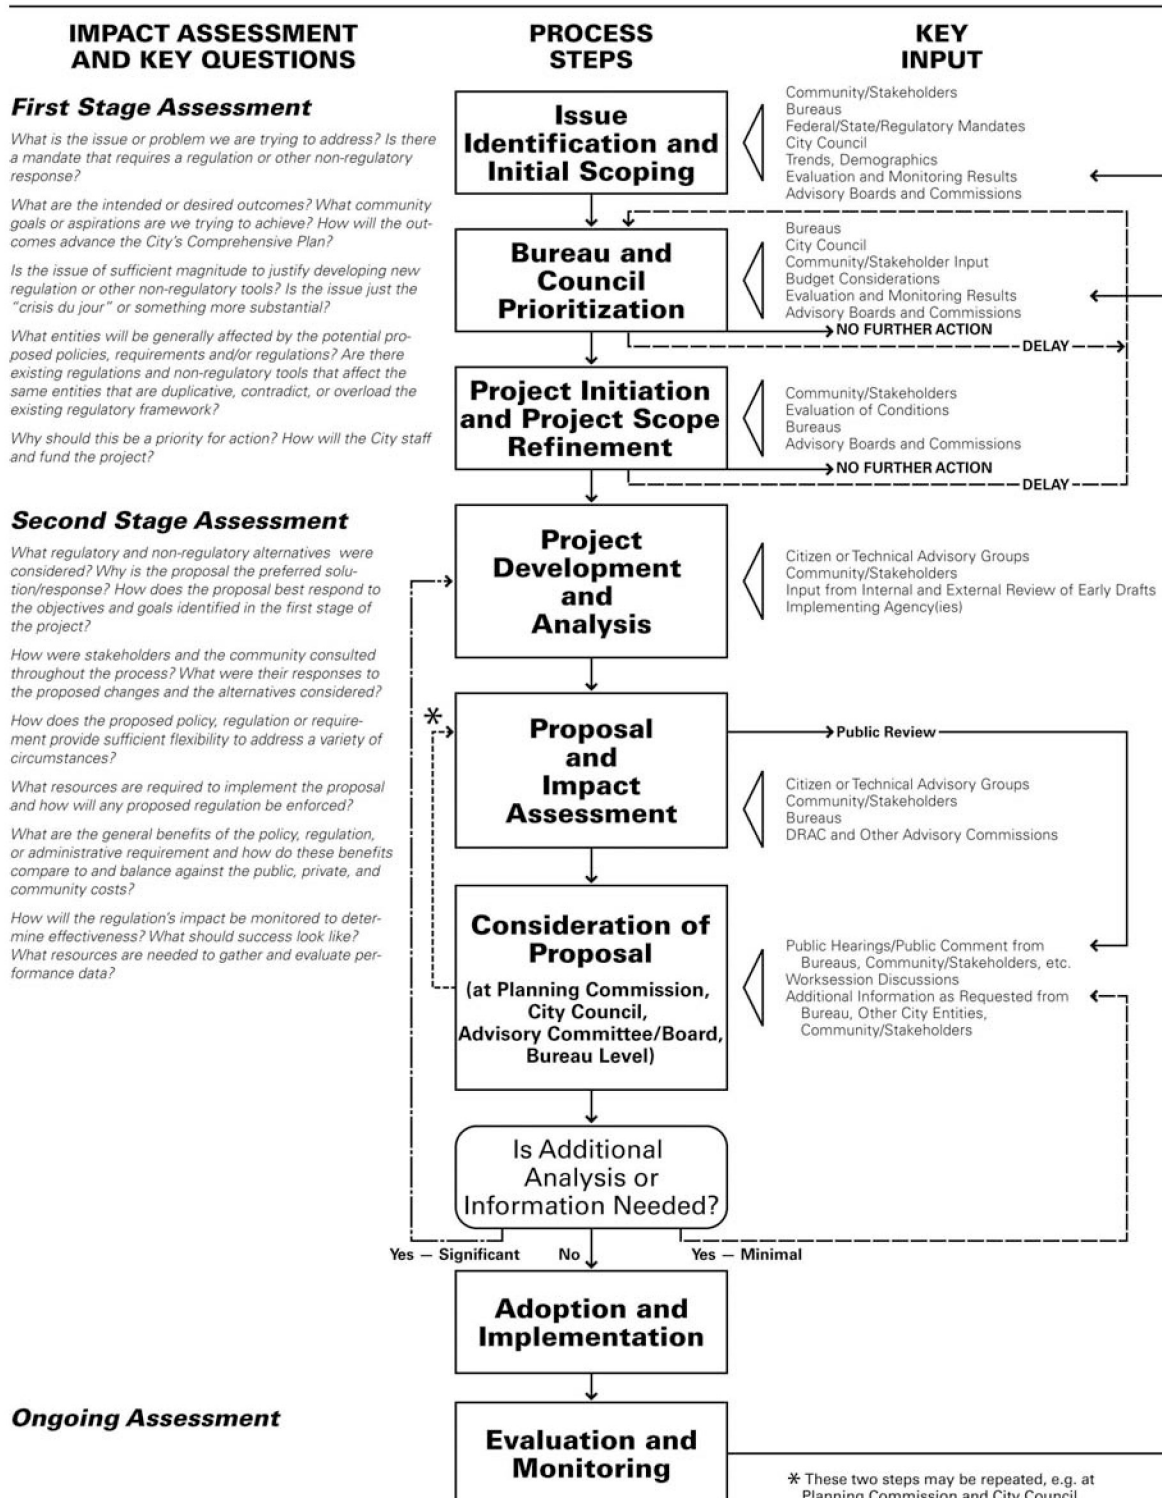 IMPACT ASSESSMENT
AND KEY QUESTIONS
PROCESS
STEPS
KEY
INPUT
First Stage Assessment
What is the issue or problem we are trying to address? Is there
a mandate that requires a regulation or other non-regulatory
response?
What are the intended or desired outcomes? What community
goals or aspirations are we trying to achieve? How will the out-
comes advance the City's Comprehensive Plan?
Is the issue of sufficient magnitude to justify developing new
regulation or other non-regulatory tools? Is the issue just the
"crisis du jour" or something more substantial?
What entities will be generally affected by the potential pro-
posed policies, requirements and/or regulations? Are there
existing regulations and non-regulatory tools that affect the
same entities that are duplicative, contradict, or overload the
existing regulatory framework?
Why should this be a priority for action? How will the City staff
and fund the project?
Issue
Identification and
Initial Scoping
Community/Stakeholders
Bureaus
Federal/State/Regulatory Mandates
City Council
Trends, Demographics
Evaluation and Monitoring Results
Advisory Boards and Commissions
Bureau and
Council
Prioritization
Bureaus
City Council
Community/Stakeholder Input
Budget Considerations
Evaluation and Monitoring Results
Advisory Boards and Commissions
NO FURTHER ACTION
DELAY
Project Initiation
and Project Scope
Refinement
Community/Stakeholders
Evaluation of Conditions
Bureaus
Advisory Boards and Commissions
NO FURTHER ACTION
DELAY
Second Stage Assessment
What regulatory and non-regulatory alternatives were
considered? Why is the proposal the preferred solu-
tion/response? How does the proposal best respond to
the objectives and goals identified in the first stage of
the project?
How were stakeholders and the community consulted
throughout the process? What were their responses to
the proposed changes and the alternatives considered?
How does the proposed policy, regulation or require-
ment provide sufficient flexibility to address a variety of
circumstances?
What resources are required to implement the proposal
and how will any proposed regulation be enforced?
What are the general benefits of the policy, regulation,
or administrative requirement and how do these benefits
compare to and balance against the public, private, and
community costs?
How will the regulation's impact be monitored to deter-
mine effectiveness? What should success look like?
What resources are needed to gather and evaluate per-
formance data?
Project
Development
and
Analysis
Citizen or Technical Advisory Groups
Community/Stakeholders
Input from Internal and External Review of Early Drafts
Implementing Agency(ies)
*
Proposal
and
Impact
Assessment
Public Review
Citizen or Technical Advisory Groups
Community/Stakeholders
Bureaus
DRAC and Other Advisory Commissions
Consideration of
Proposal
(at Planning Commission,
City Council,
Advisory Committee/Board,
Bureau Level)
Public Hearings/Public Comment from
Bureaus, Community/Stakeholders, etc.
Worksession Discussions
Additional Information as Requested from
Bureau, Other City Entities,
Community/Stakeholders
Is Additional
Analysis or
Information Needed?
Yes — Significant
No
Yes — Minimal
Adoption and
Implementation
Ongoing Assessment
Evaluation and
Monitoring
* These two steps may be repeated, e.g. at
Planning Commission and City Council